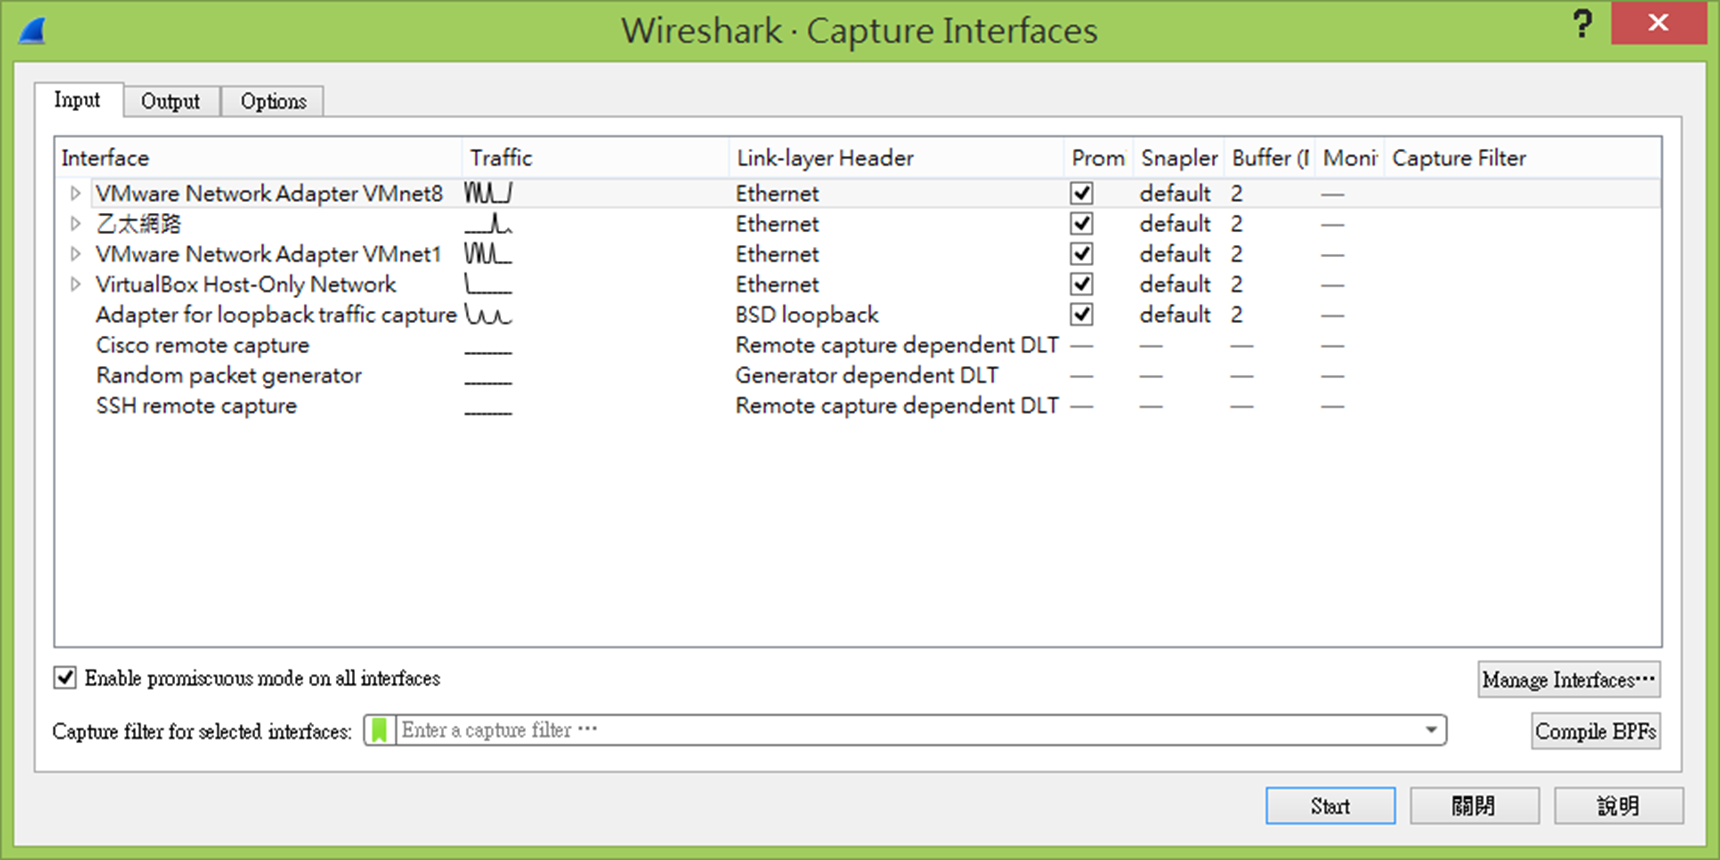 Wireshark · Capture Interfaces ?
Input Output Options
Interface Traffic Link-layer Header Promi Snapler Buffer (M Moni Capture Filter
VMware Network Adapter VMnet8 Ethernet default 2 —
乙太網路 Ethernet default 2 —
VMware Network Adapter VMnet1 Ethernet default 2 —
VirtualBox Host-Only Network Ethernet default 2 —
Adapter for loopback traffic capture BSD loopback default 2 —
Cisco remote capture Remote capture dependent DLT — — — —
Random packet generator Generator dependent DLT — — — —
SSH remote capture Remote capture dependent DLT — — — —
Enable promiscuous mode on all interfaces Manage Interfaces…
Capture filter for selected interfaces: Enter a capture filter … Compile BPFs
Start 關閉 說明